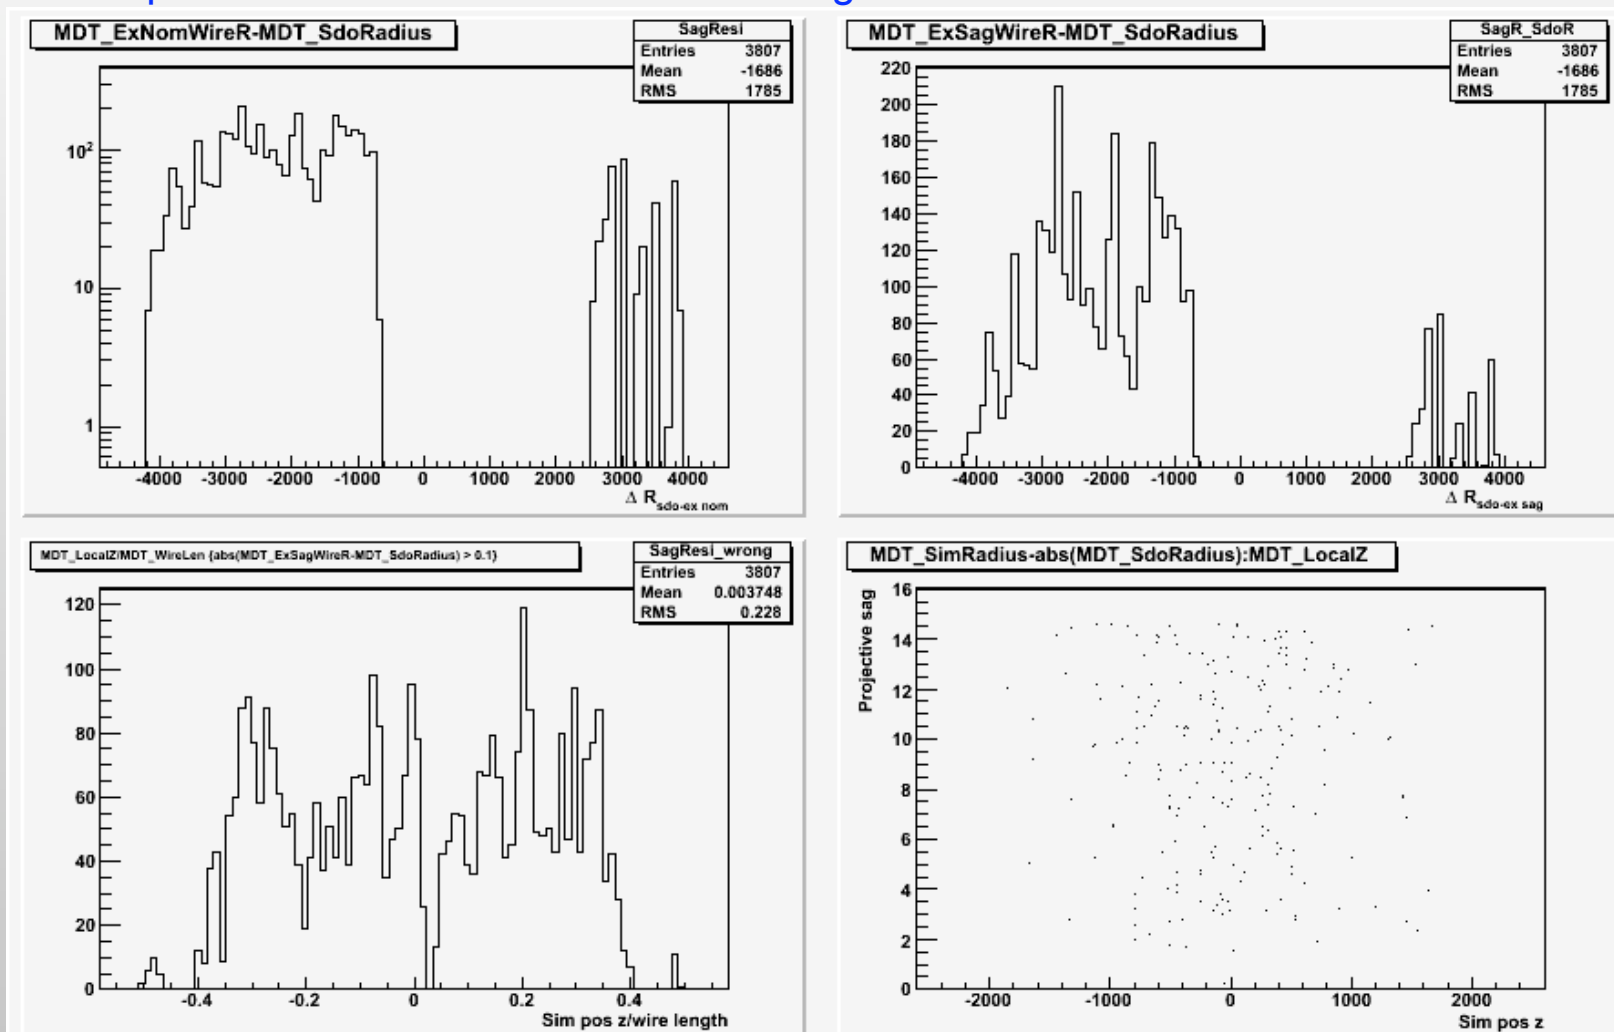 MDT_ExNomWireR-MDT_SdoRadius
SagResi
Entries 3807
Mean -1686
RMS 1785
10²
10
1
-4000 -3000 -2000 -1000 0 1000 2000 3000 4000
Δ R sdo-ex nom
MDT_ExSagWireR-MDT_SdoRadius
SagR_SdoR
Entries 3807
Mean -1686
RMS 1785
220
200
180
160
140
120
100
80
60
40
20
0
-4000 -3000 -2000 -1000 0 1000 2000 3000 4000
Δ R sdo-ex sag
MDT_LocalZ/MDT_WireLen {abs(MDT_ExSagWireR-MDT_SdoRadius) > 0.1}
SagResi_wrong
Entries 3807
Mean 0.003748
RMS 0.228
120
100
80
60
40
20
0
-0.4 -0.2 0 0.2 0.4
Sim pos z/wire length
MDT_SimRadius-abs(MDT_SdoRadius):MDT_LocalZ
Projective sag
16
14
12
10
8
6
4
2
0
-2000 -1000 0 1000 2000
Sim pos z